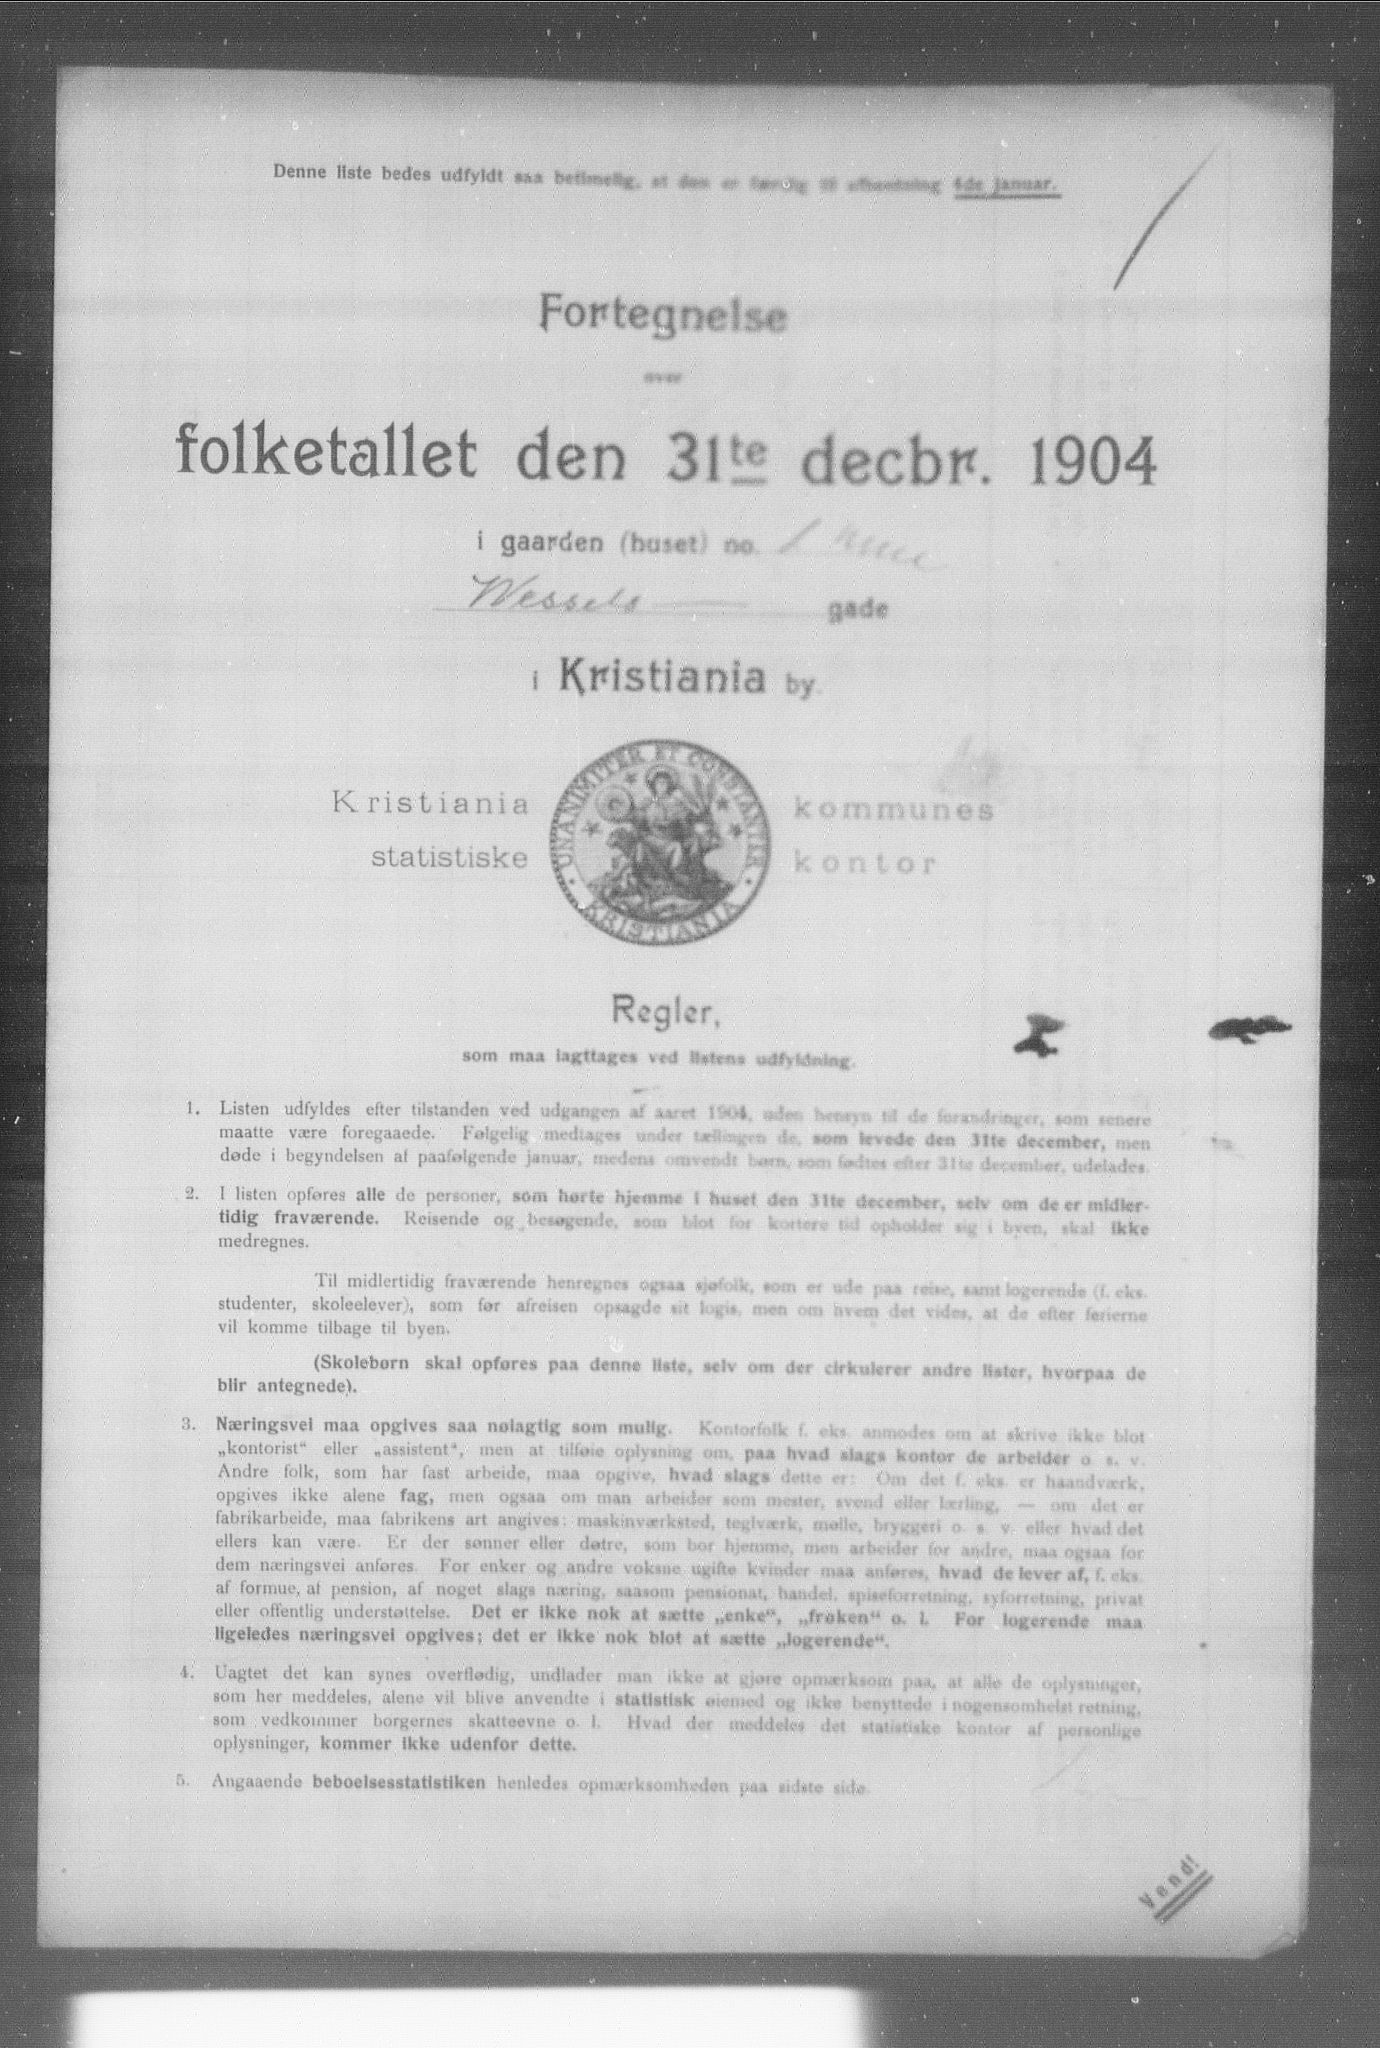 Denne liste bedes udfyldt saa betimelig, at den er færdig til afhentning 4de januar.
Fortegnelse
over
folketallet den 31te decbr. 1904
i gaarden (huset) no. 1
Wessels gade
i Kristiania by.
Kristiania kommunes
statistiske kontor
UNANIMITER ET CONSTANTER
KRISTIANIA
Regler,
som maa iagttages ved listens udfyldning.
1. Listen udfyldes efter tilstanden ved udgangen af aaret 1904, uden hensyn til de forandringer, som senere
maatte være foregaaede. Følgelig medtages under tællingen de, som levede den 31te december, men
døde i begyndelsen af paafølgende januar, medens omvendt børn, som fødtes efter 31te december, udelades.
2. I listen opføres alle de personer, som hørte hjemme i huset den 31te december, selv om de er midler-
tidig fraværende. Reisende og besøgende, som blot for kortere tid opholder sig i byen, skal ikke
medregnes.
Til midlertidig fraværende henregnes ogsaa sjøfolk, som er ude paa reise, samt logerende (f. eks.
studenter, skoleelever), som før afreisen opsagde sit logis, men om hvem det vides, at de efter ferierne
vil komme tilbage til byen.
(Skolebørn skal opføres paa denne liste, selv om der cirkulerer andre lister, hvorpaa de
blir antegnede).
3. Næringsvei maa opgives saa nøiagtig som mulig. Kontorfolk f. eks. anmodes om at skrive ikke blot
„kontorist“ eller „assistent“, men at tilføie oplysning om, paa hvad slags kontor de arbeider o. s. v.
Andre folk, som har fast arbeide, maa opgive, hvad slags dette er: Om det f. eks. er haandværk,
opgives ikke alene fag, men ogsaa om man arbeider som mester, svend eller lærling, — om det er
fabrikarbeide, maa fabrikens art angives: maskinværksted, teglværk, mølle, bryggeri o. s. v. eller hvad det
ellers kan være. Er der sønner eller døtre, som bor hjemme, men arbeider for andre, maa ogsaa for
dem næringsvei anføres. For enker og andre voksne ugifte kvinder maa anføres, hvad de lever af, f. eks.
af formue, af pension, af noget slags næring, saasom pensionat, handel, spiseforretning, syforretning, privat
eller offentlig understøttelse. Det er ikke nok at sætte „enke“, „frøken“ o. l. For logerende maa
ligeledes næringsvei opgives; det er ikke nok blot at sætte „logerende“.
4. Uagtet det kan synes overflødig, undlader man ikke at gjøre opmærksom paa, at alle de oplysninger,
som her meddeles, alene vil blive anvendte i statistisk øiemed og ikke benyttede i nogensomhelst retning,
som vedkommer borgernes skatteevne o. l. Hvad der meddeles det statistiske kontor af personlige
oplysninger, kommer ikke udenfor dette.
5. Angaaende beboelsesstatistiken henledes opmærksomheden paa sidste side.
Vend!